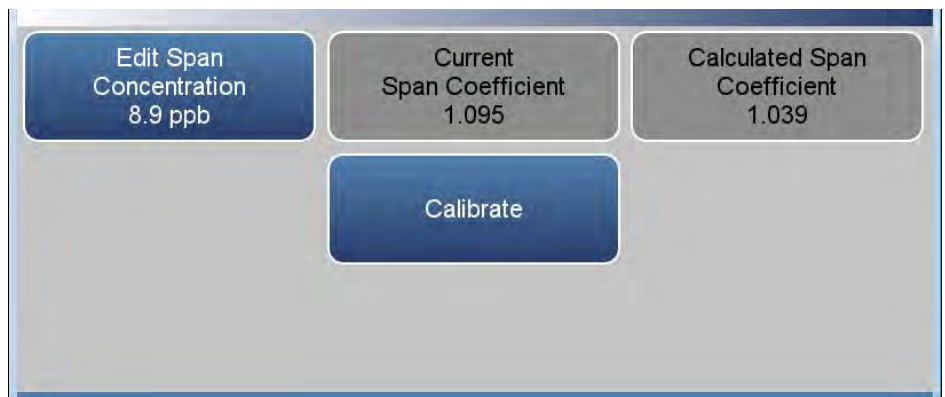 Edit Span
Concentration
8.9 ppb
Current
Span Coefficient
1.095
Calculated Span
Coefficient
1.039
Calibrate